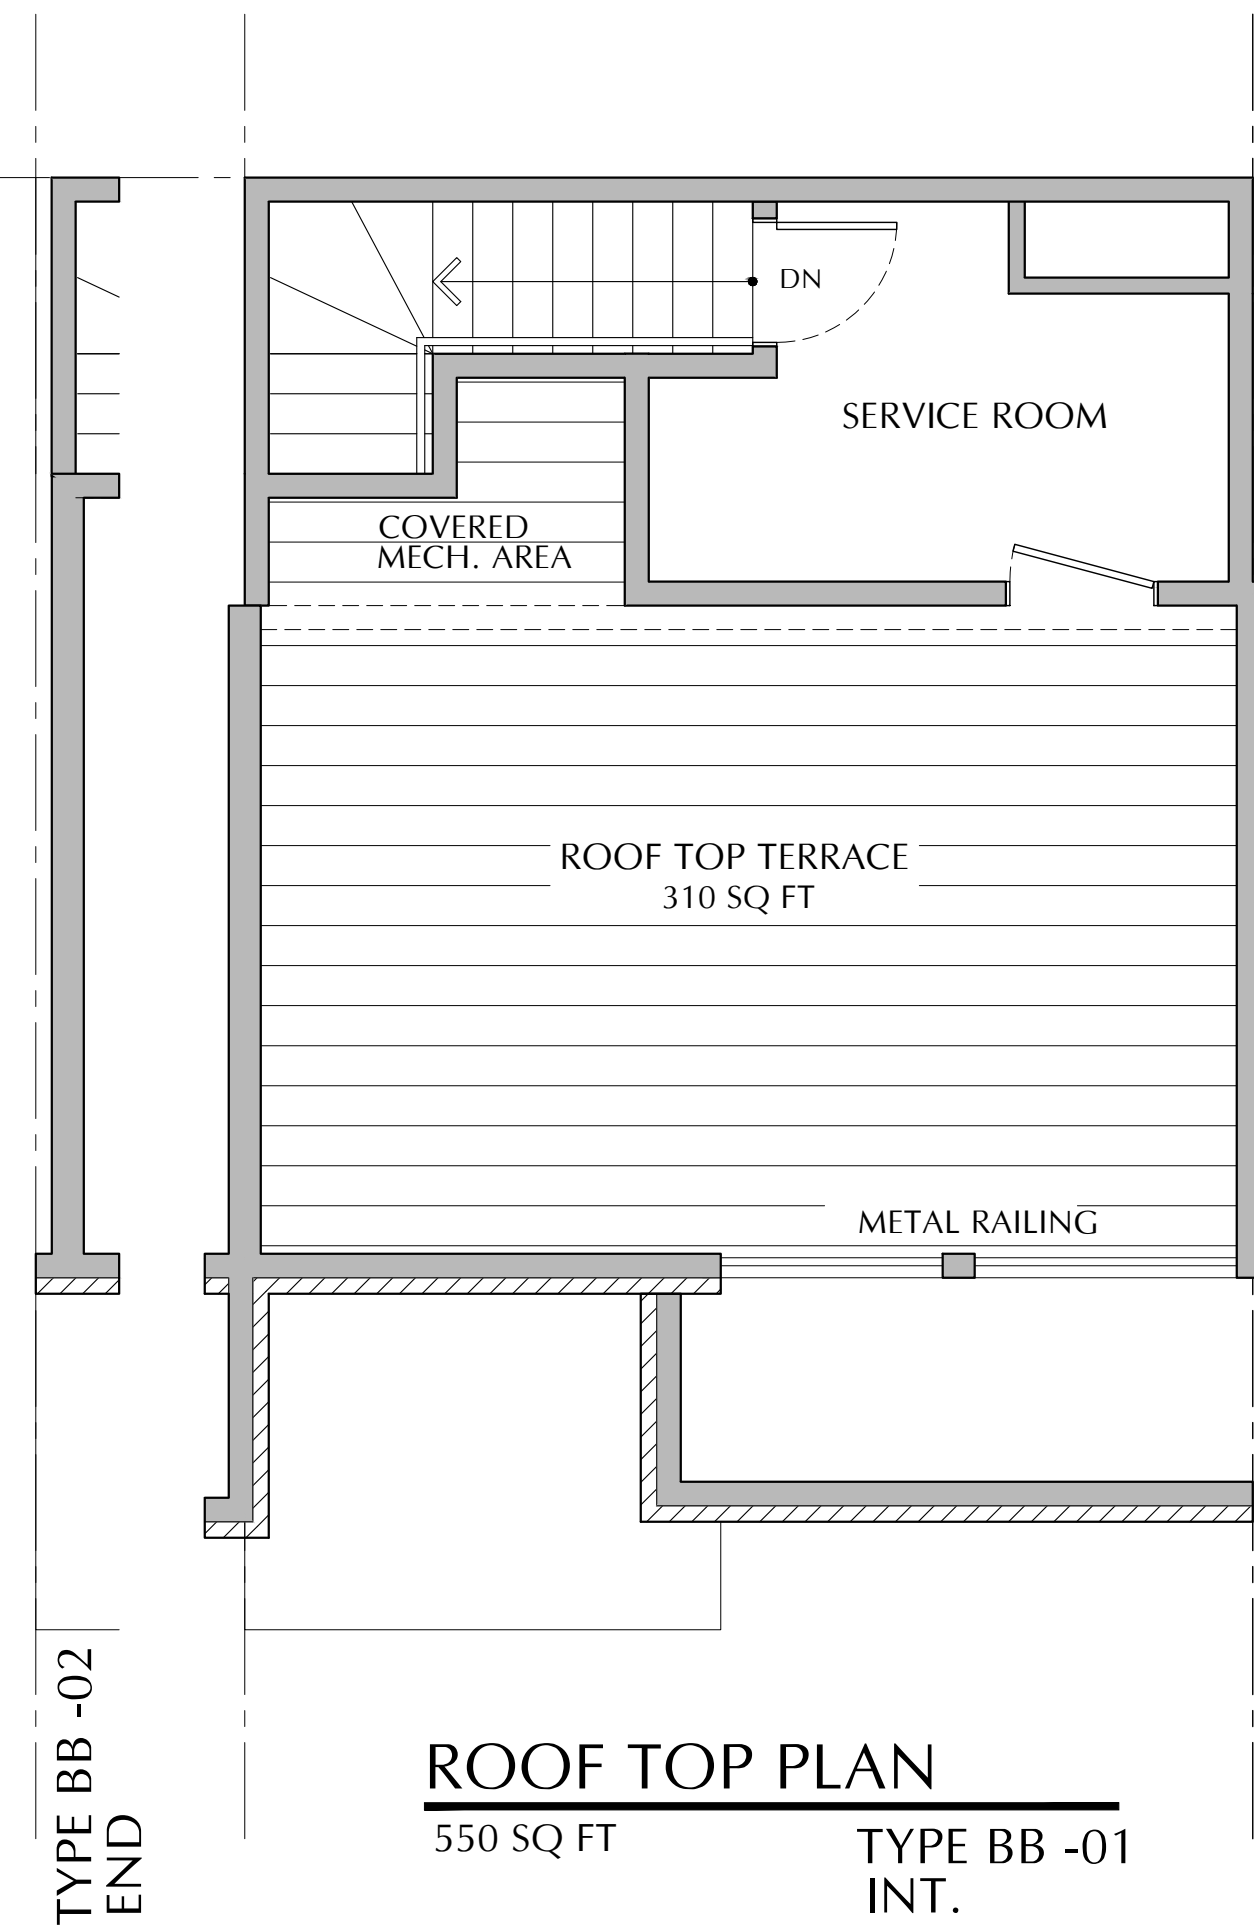 DN
SERVICE ROOM
COVERED
MECH. AREA
ROOF TOP TERRACE
310 SQ FT
METAL RAILING
TYPE BB -02
END
ROOF TOP PLAN
550 SQ FT
TYPE BB -01
INT.